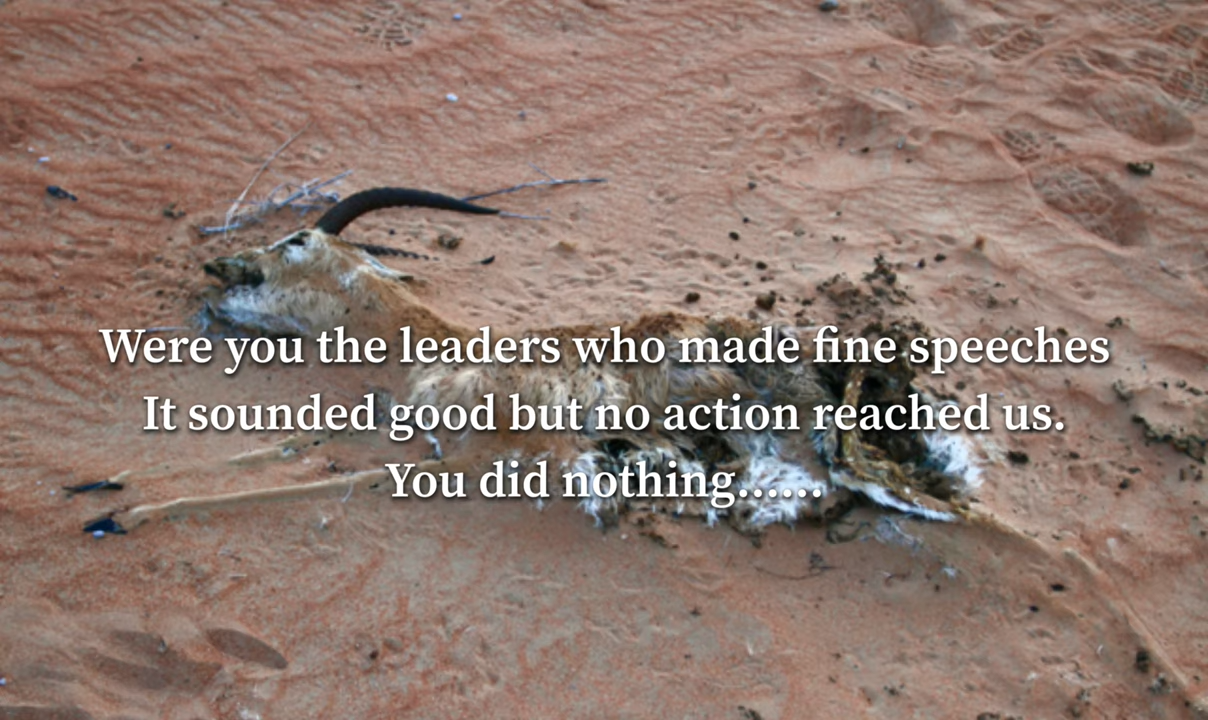 Were you the leaders who made fine speeches
It sounded good but no action reached us.
You did nothing......